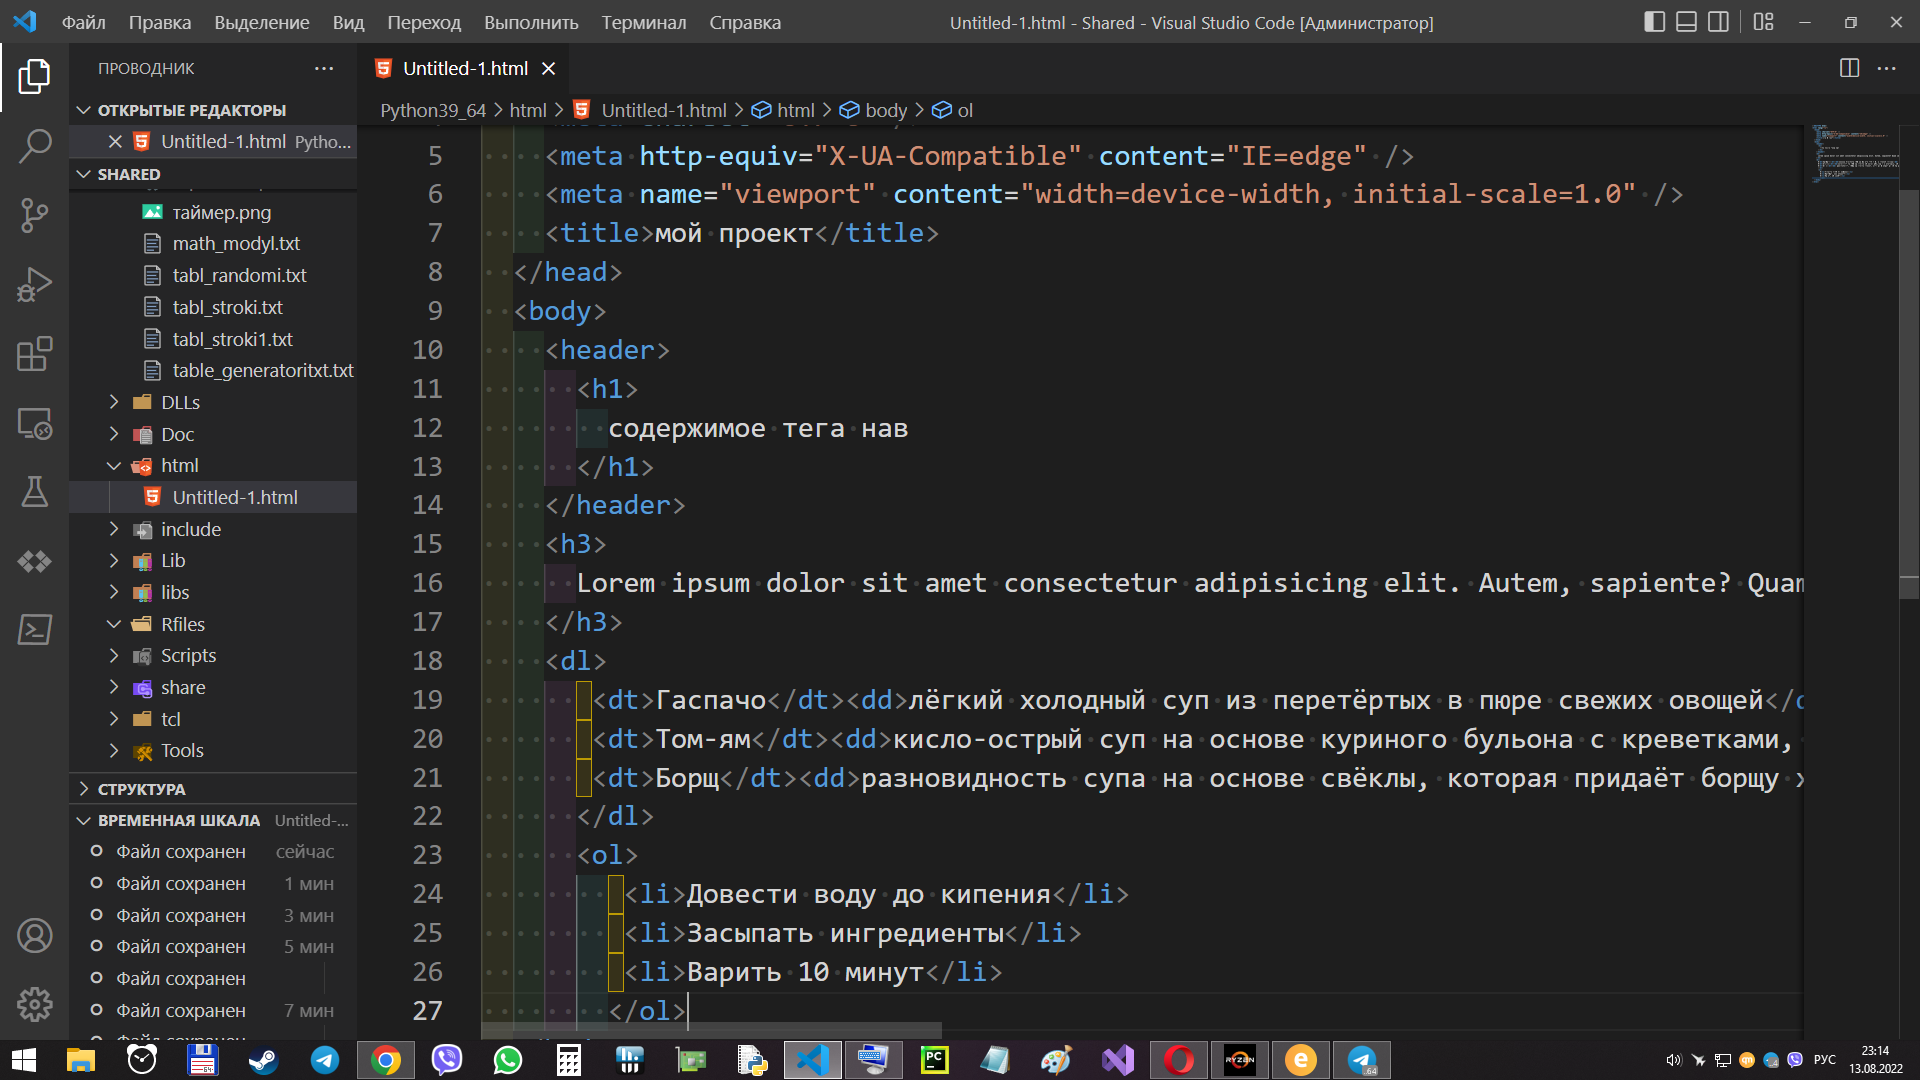 Файл Правка Выделение Вид Переход Выполнить Терминал Справка
Untitled-1.html - Shared - Visual Studio Code [Администратор]
ПРОВОДНИК
Untitled-1.html
ОТКРЫТЫЕ РЕДАКТОРЫ
Untitled-1.html Pytho...
SHARED
таймер.png
math_modyl.txt
tabl_randomi.txt
tabl_stroki.txt
tabl_stroki1.txt
table_generatoritxt.txt
DLLs
Doc
html
Untitled-1.html
include
Lib
libs
Rfiles
Scripts
share
tcl
Tools
СТРУКТУРА
ВРЕМЕННАЯ ШКАЛА Untitled-...
Файл сохранен сейчас
Файл сохранен 1 мин
Файл сохранен 3 мин
Файл сохранен 5 мин
Файл сохранен
Файл сохранен 7 мин
Python39_64 > html > Untitled-1.html > html > body > ol
5 <meta http-equiv="X-UA-Compatible" content="IE=edge" />
6 <meta name="viewport" content="width=device-width, initial-scale=1.0" />
7 <title>мой проект</title>
8 </head>
9 <body>
10 <header>
11 <h1>
12 содержимое тега нав
13 </h1>
14 </header>
15 <h3>
16 Lorem ipsum dolor sit amet consectetur adipisicing elit. Autem, sapiente? Quam
17 </h3>
18 <dl>
19 <dt>Гаспачо</dt><dd>лёгкий холодный суп из перетёртых в пюре свежих овощей</
20 <dt>Том-ям</dt><dd>кисло-острый суп на основе куриного бульона с креветками,
21 <dt>Борщ</dt><dd>разновидность супа на основе свёклы, которая придаёт борщу
22 </dl>
23 <ol>
24 <li>Довести воду до кипения</li>
25 <li>Засыпать ингредиенты</li>
26 <li>Варить 10 минут</li>
27 </ol>
РУС
23:14
13.08.2022